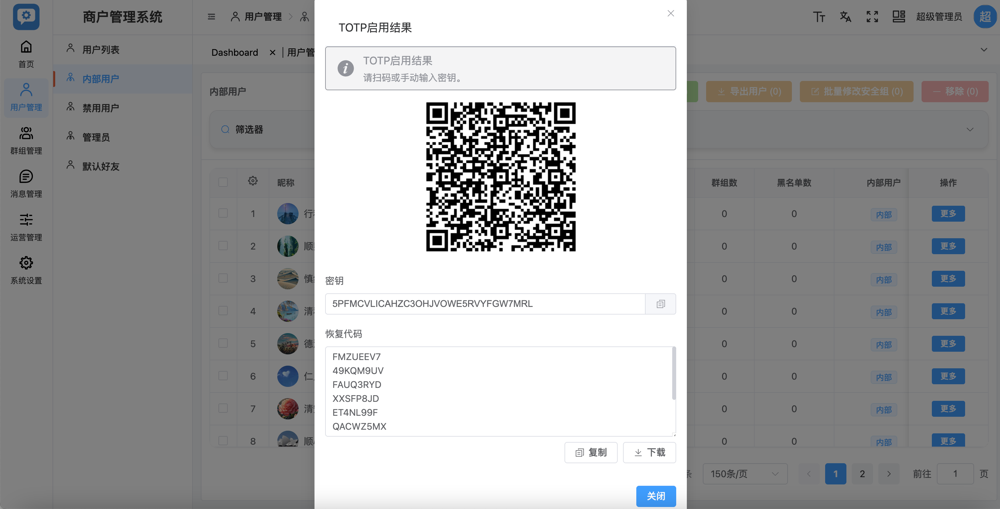 商户管理系统
首页
用户管理
群组管理
消息管理
运营管理
系统设置
用户列表
内部用户
禁用用户
管理员
默认好友
用户管理
超级管理员
超
Dashboard
用户管
内部用户
导出用户 (0)
批量修改安全组 (0)
移除 (0)
筛选器
昵称
群组数
黑名单数
内部用户
操作
1
0
0
内部
更多
2
顺
0
0
内部
更多
3
慎
0
0
内部
更多
4
清
0
0
内部
更多
5
德
0
0
内部
更多
6
仁
0
0
内部
更多
7
清
0
0
内部
更多
8
顺
0
0
内部
更多
条
150条/页
1
2
前往
1
页
TOTP启用结果
TOTP启用结果
请扫码或手动输入密钥。
密钥
5PFMCVLICAHZC3OHJVOWE5RVYFGW7MRL
恢复代码
FMZUEEV7
49KQM9UV
FAUQ3RYD
XXSFP8JD
ET4NL99F
QACWZ5MX
复制
下载
关闭